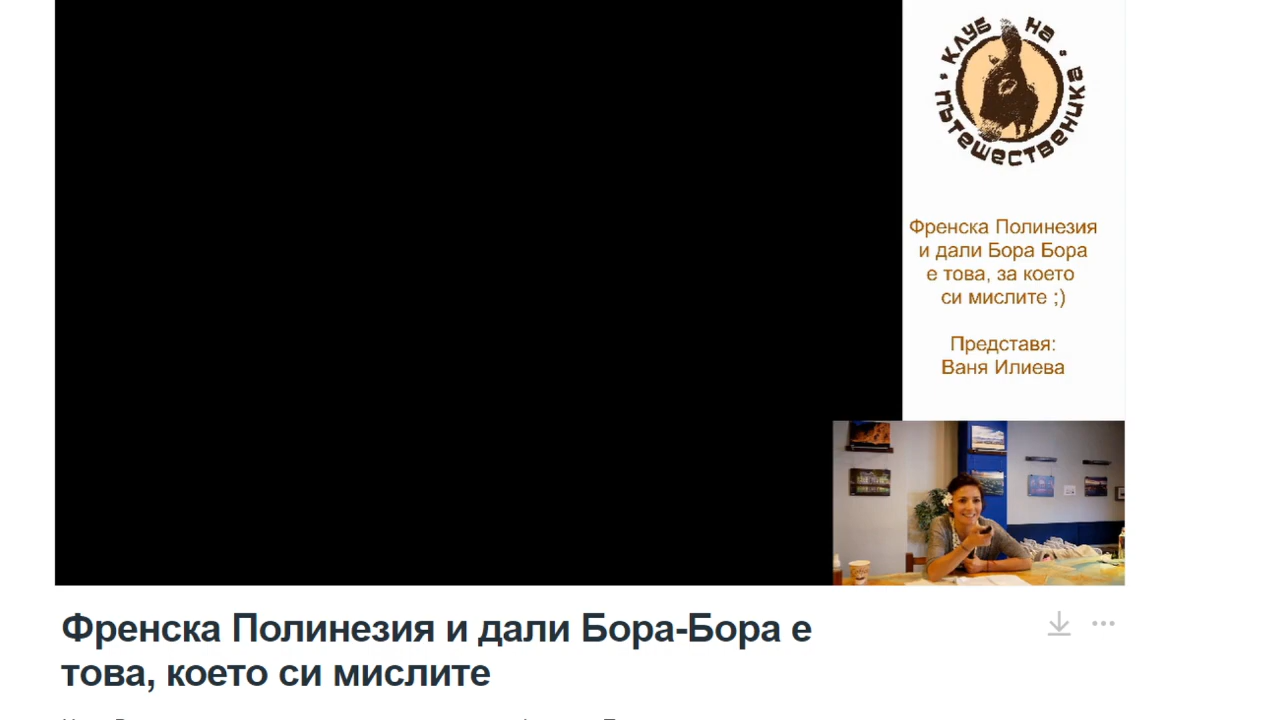 клуб на пътешественика
Френска Полинезия
и дали Бора Бора
е това, за което
си мислите ;)
Представя:
Ваня Илиева
Френска Полинезия и дали Бора-Бора е
това, което си мислите